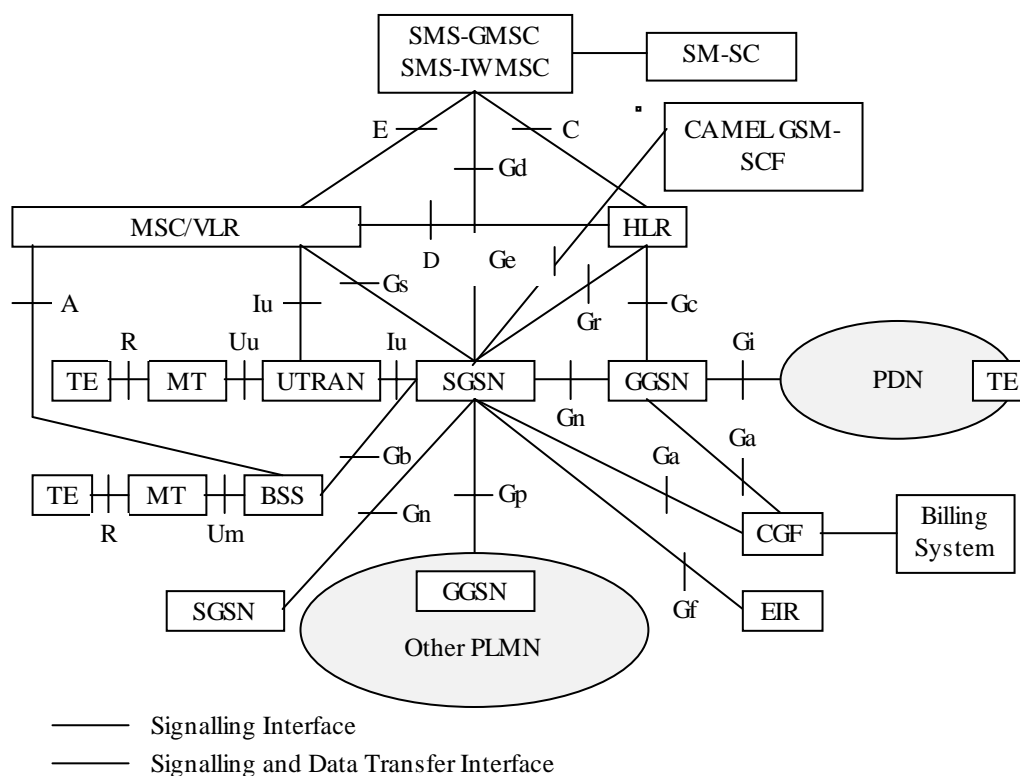 SMS-GMSC
SMS-IWMSC
SM-SC
E
C
CAMEL GSM-
SCF
Gd
MSC/VLR
HLR
D
Ge
A
Iu
Gs
Gr
Gc
R
Uu
Iu
Gi
TE
MT
UTRAN
SGSN
GGSN
PDN
TE
Gn
Gb
Ga
Ga
TE
MT
BSS
Gp
R
Um
Gn
CGF
Billing
System
SGSN
GGSN
Gf
EIR
Other PLMN
Signalling Interface
Signalling and Data Transfer Interface